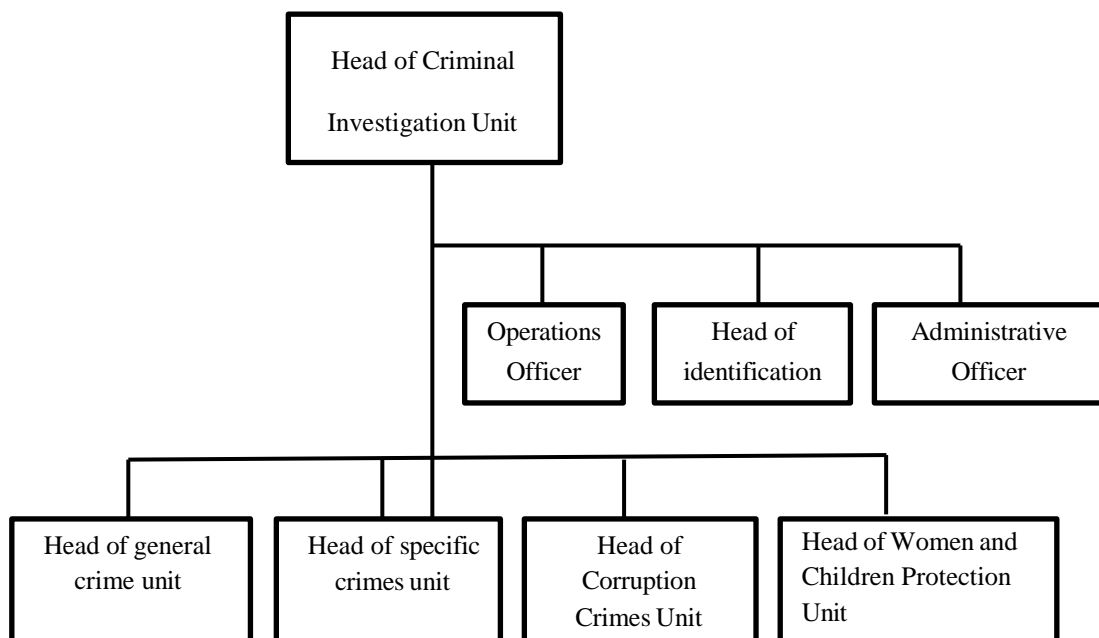 Head of Criminal
Investigation Unit
Operations
Officer
Head of
identification
Administrative
Officer
Head of general
crime unit
Head of specific
crimes unit
Head of
Corruption
Crimes Unit
Head of Women and
Children Protection
Unit